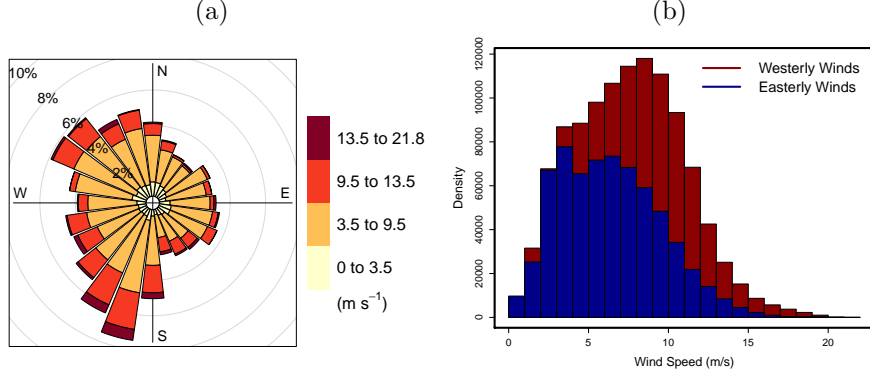 (a)
N
E
S
W
10%
8%
6%
4%
2%
13.5 to 21.8
9.5 to 13.5
3.5 to 9.5
0 to 3.5
(m s⁻¹)
(b)
Westerly Winds
Easterly Winds
Density
120000
100000
80000
60000
40000
20000
0
0 5 10 15 20
Wind Speed (m/s)